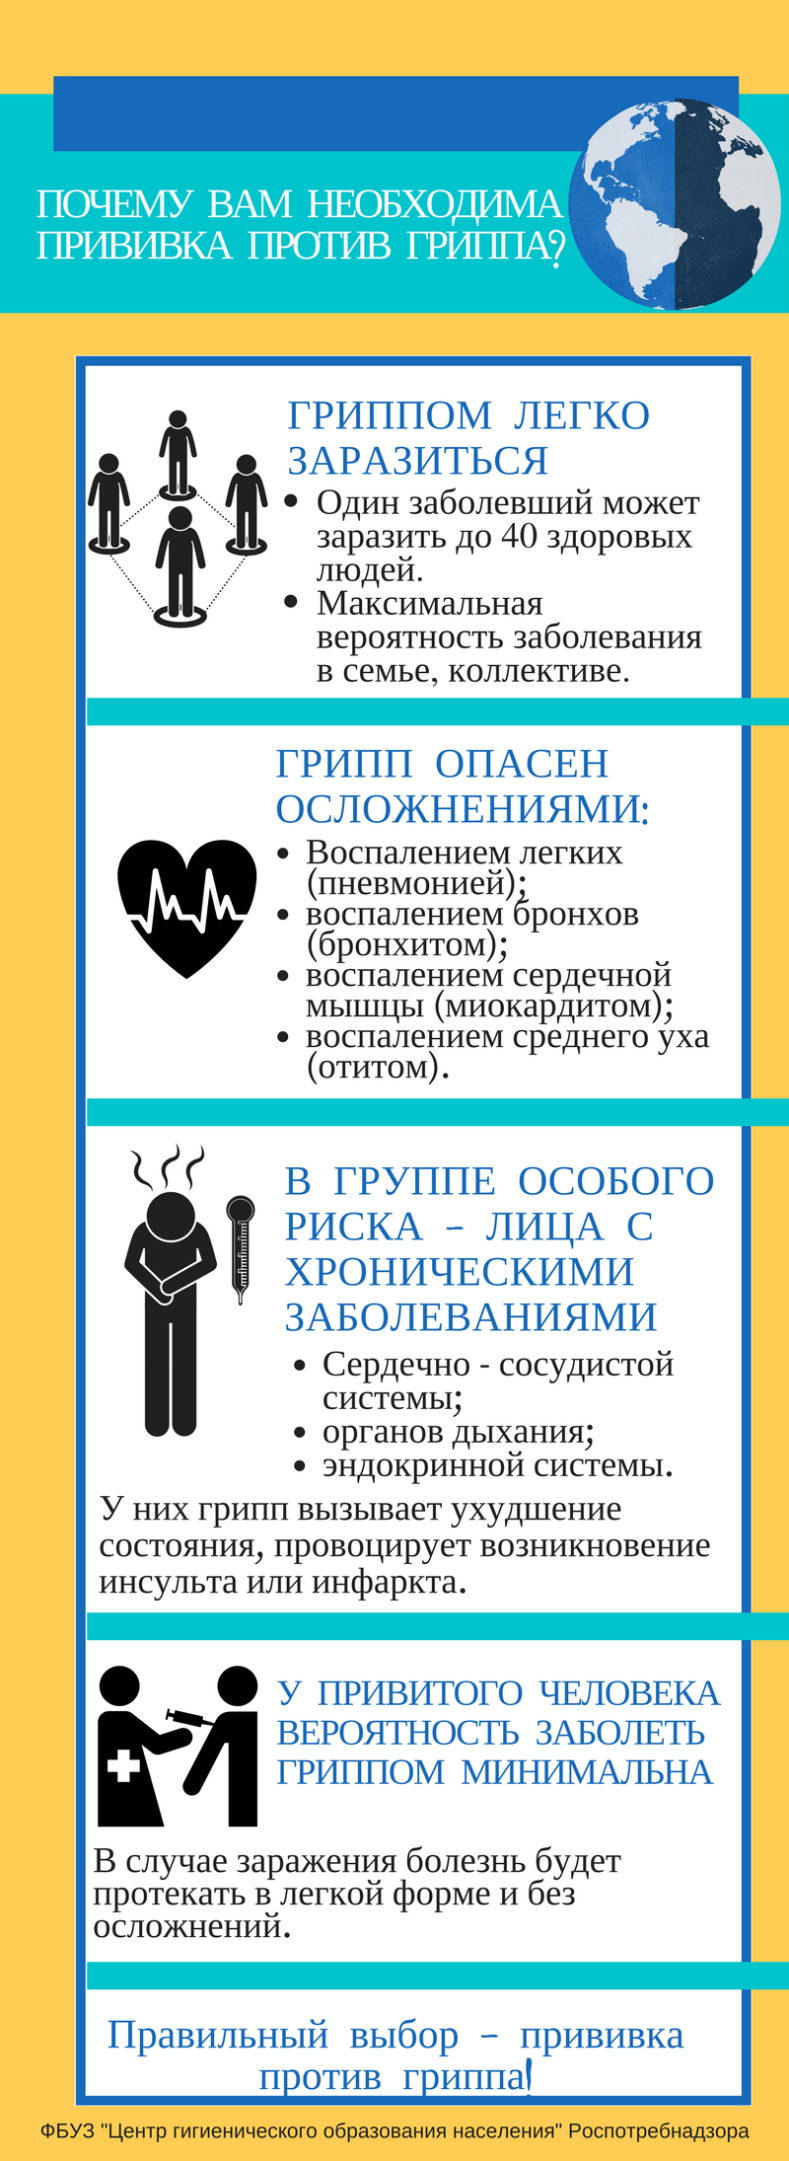 ПОЧЕМУ ВАМ НЕОБХОДИМА
ПРИВИВКА ПРОТИВ ГРИППА?
ГРИППОМ ЛЕГКО
ЗАРАЗИТЬСЯ
• Один заболевший может
заразить до 40 здоровых
людей.
• Максимальная
вероятность заболевания
в семье, коллективе.
ГРИПП ОПАСЕН
ОСЛОЖНЕНИЯМИ:
• Воспалением легких
(пневмонией);
• воспалением бронхов
(бронхитом);
• воспалением сердечной
мышцы (миокардитом);
• воспалением среднего уха
(отитом).
В ГРУППЕ ОСОБОГО
РИСКА – ЛИЦА С
ХРОНИЧЕСКИМИ
ЗАБОЛЕВАНИЯМИ
• Сердечно - сосудистой
системы;
• органов дыхания;
• эндокринной системы.
У них грипп вызывает ухудшение
состояния, провоцирует возникновение
инсульта или инфаркта.
У ПРИВИТОГО ЧЕЛОВЕКА
ВЕРОЯТНОСТЬ ЗАБОЛЕТЬ
ГРИППОМ МИНИМАЛЬНА
В случае заражения болезнь будет
протекать в легкой форме и без
осложнений.
Правильный выбор – прививка
против гриппа!
ФБУЗ "Центр гигиенического образования населения" Роспотребнадзора